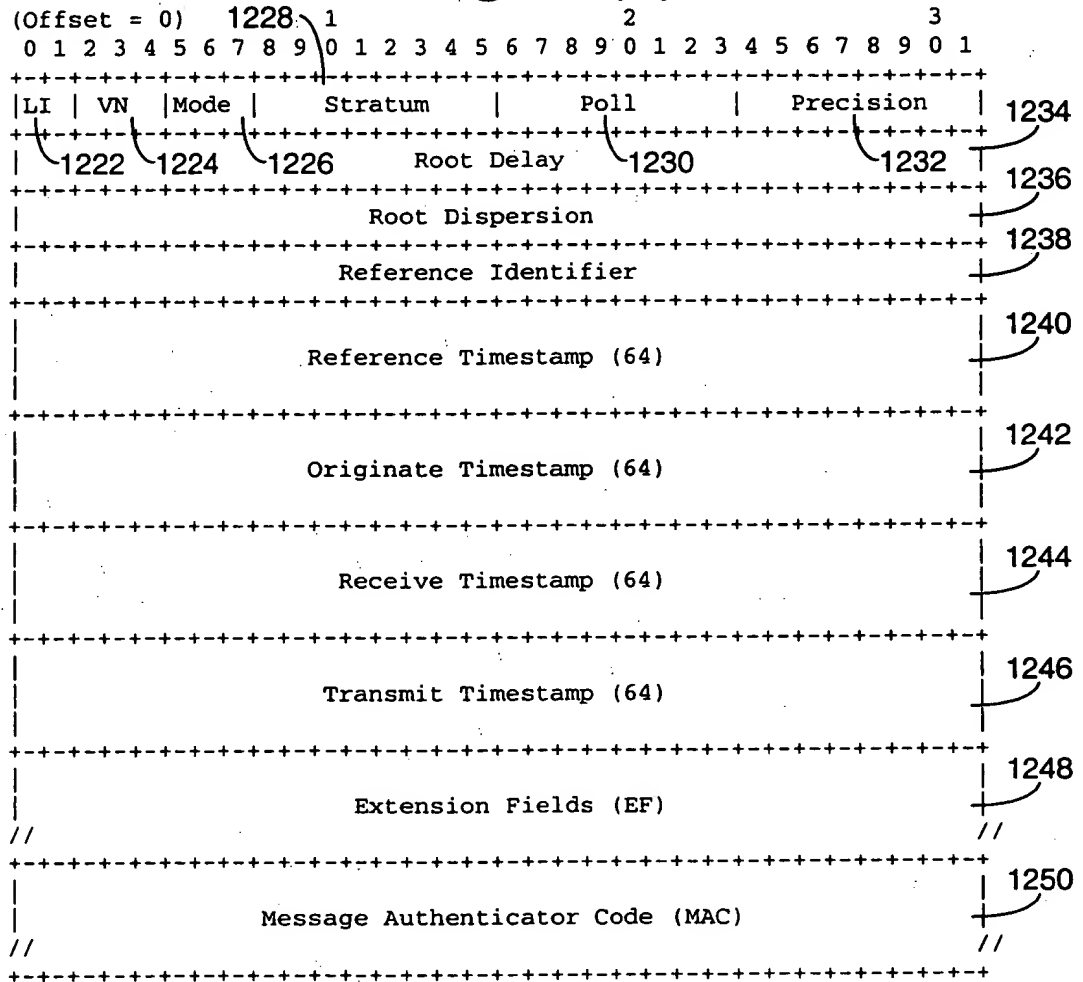 (Offset = 0) 1228 1 2 3
0 1 2 3 4 5 6 7 8 9 0 1 2 3 4 5 6 7 8 9 0 1 2 3 4 5 6 7 8 9 0 1
+-+-+-+-+-+-+-+-+-+-+-+-+-+-+-+-+-+-+-+-+-+-+-+-+-+-+-+-+-+-+-+-+
|LI | VN |Mode | Stratum | Poll | Precision |
1234
+-+-+-+-+-+-+-+-+-+-+-+-+-+-+-+-+-+-+-+-+-+-+-+-+-+-+-+-+-+-+-+-+
| 1222 1224 1226 Root Delay 1230 1232 |
1236
+-+-+-+-+-+-+-+-+-+-+-+-+-+-+-+-+-+-+-+-+-+-+-+-+-+-+-+-+-+-+-+-+
| Root Dispersion |
1238
+-+-+-+-+-+-+-+-+-+-+-+-+-+-+-+-+-+-+-+-+-+-+-+-+-+-+-+-+-+-+-+-+
| Reference Identifier |
+-+-+-+-+-+-+-+-+-+-+-+-+-+-+-+-+-+-+-+-+-+-+-+-+-+-+-+-+-+-+-+-+
1240
| Reference Timestamp (64) |
+-+-+-+-+-+-+-+-+-+-+-+-+-+-+-+-+-+-+-+-+-+-+-+-+-+-+-+-+-+-+-+-+
1242
| Originate Timestamp (64) |
+-+-+-+-+-+-+-+-+-+-+-+-+-+-+-+-+-+-+-+-+-+-+-+-+-+-+-+-+-+-+-+-+
1244
| Receive Timestamp (64) |
+-+-+-+-+-+-+-+-+-+-+-+-+-+-+-+-+-+-+-+-+-+-+-+-+-+-+-+-+-+-+-+-+
1246
| Transmit Timestamp (64) |
+-+-+-+-+-+-+-+-+-+-+-+-+-+-+-+-+-+-+-+-+-+-+-+-+-+-+-+-+-+-+-+-+
1248
| Extension Fields (EF) |
// //
+-+-+-+-+-+-+-+-+-+-+-+-+-+-+-+-+-+-+-+-+-+-+-+-+-+-+-+-+-+-+-+-+
1250
| Message Authenticator Code (MAC) |
// //
+-+-+-+-+-+-+-+-+-+-+-+-+-+-+-+-+-+-+-+-+-+-+-+-+-+-+-+-+-+-+-+-+